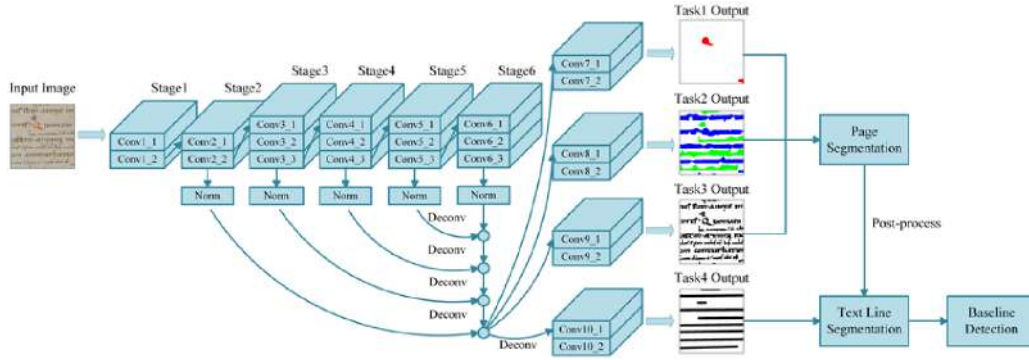 Input Image
Stage1
Stage2
Stage3
Stage4
Stage5
Stage6
Conv1_1
Conv1_2
Conv2_1
Conv2_2
Conv3_1
Conv3_2
Conv3_3
Conv4_1
Conv4_2
Conv4_3
Conv5_1
Conv5_2
Conv5_3
Conv6_1
Conv6_2
Conv6_3
Norm
Norm
Norm
Norm
Norm
Deconv
Deconv
Deconv
Deconv
Deconv
Conv7_1
Conv7_2
Conv8_1
Conv8_2
Conv9_1
Conv9_2
Conv10_1
Conv10_2
Task1 Output
Task2 Output
Task3 Output
Task4 Output
Page
Segmentation
Post-process
Text Line
Segmentation
Baseline
Detection